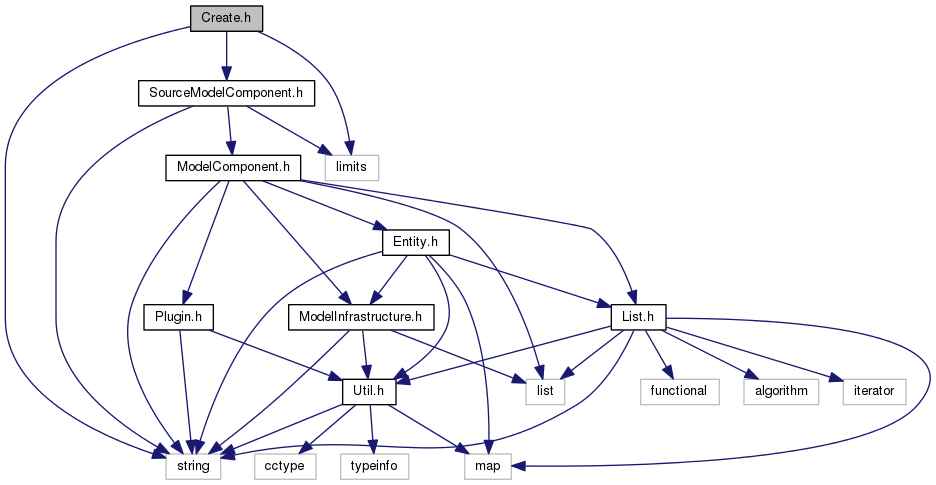 Create.h
SourceModelComponent.h
ModelComponent.h
limits
Entity.h
Plugin.h
ModelInfrastructure.h
List.h
Util.h
list
functional
algorithm
iterator
string
cctype
typeinfo
map